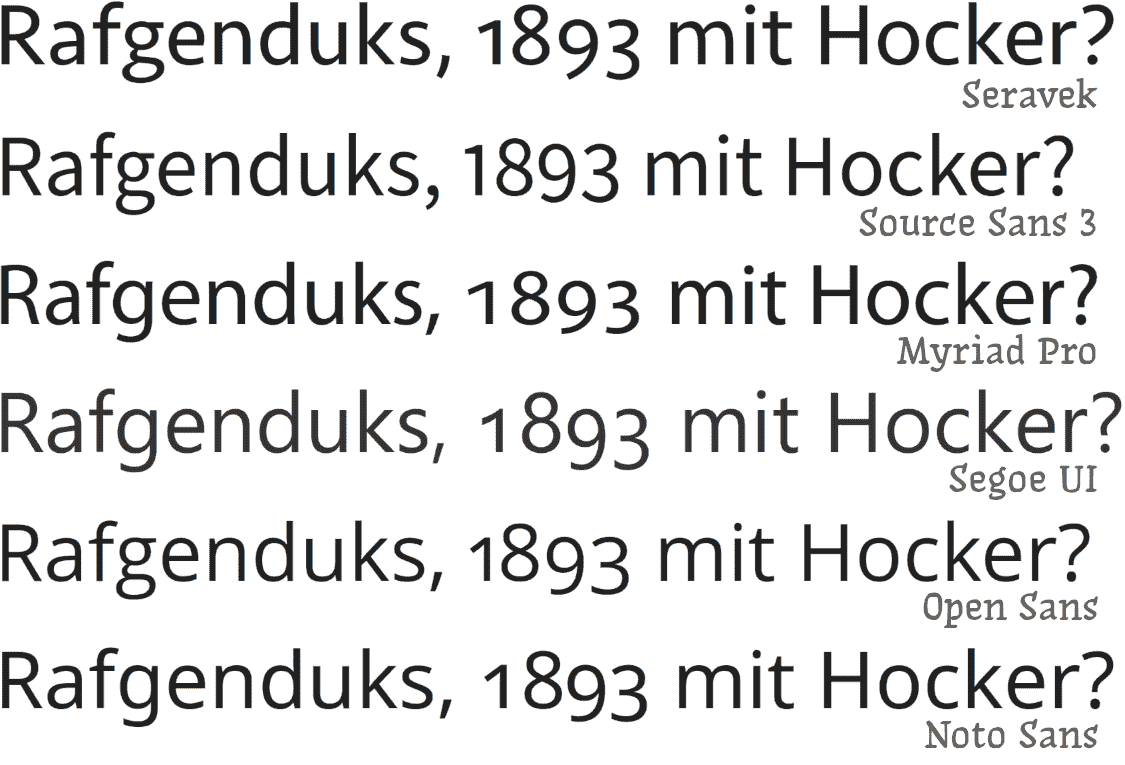 Rafgenduks, 1893 mit Hocker?
Seravek
Rafgenduks, 1893 mit Hocker?
Source Sans 3
Rafgenduks, 1893 mit Hocker?
Myriad Pro
Rafgenduks, 1893 mit Hocker?
Segoe UI
Rafgenduks, 1893 mit Hocker?
Open Sans
Rafgenduks, 1893 mit Hocker?
Noto Sans